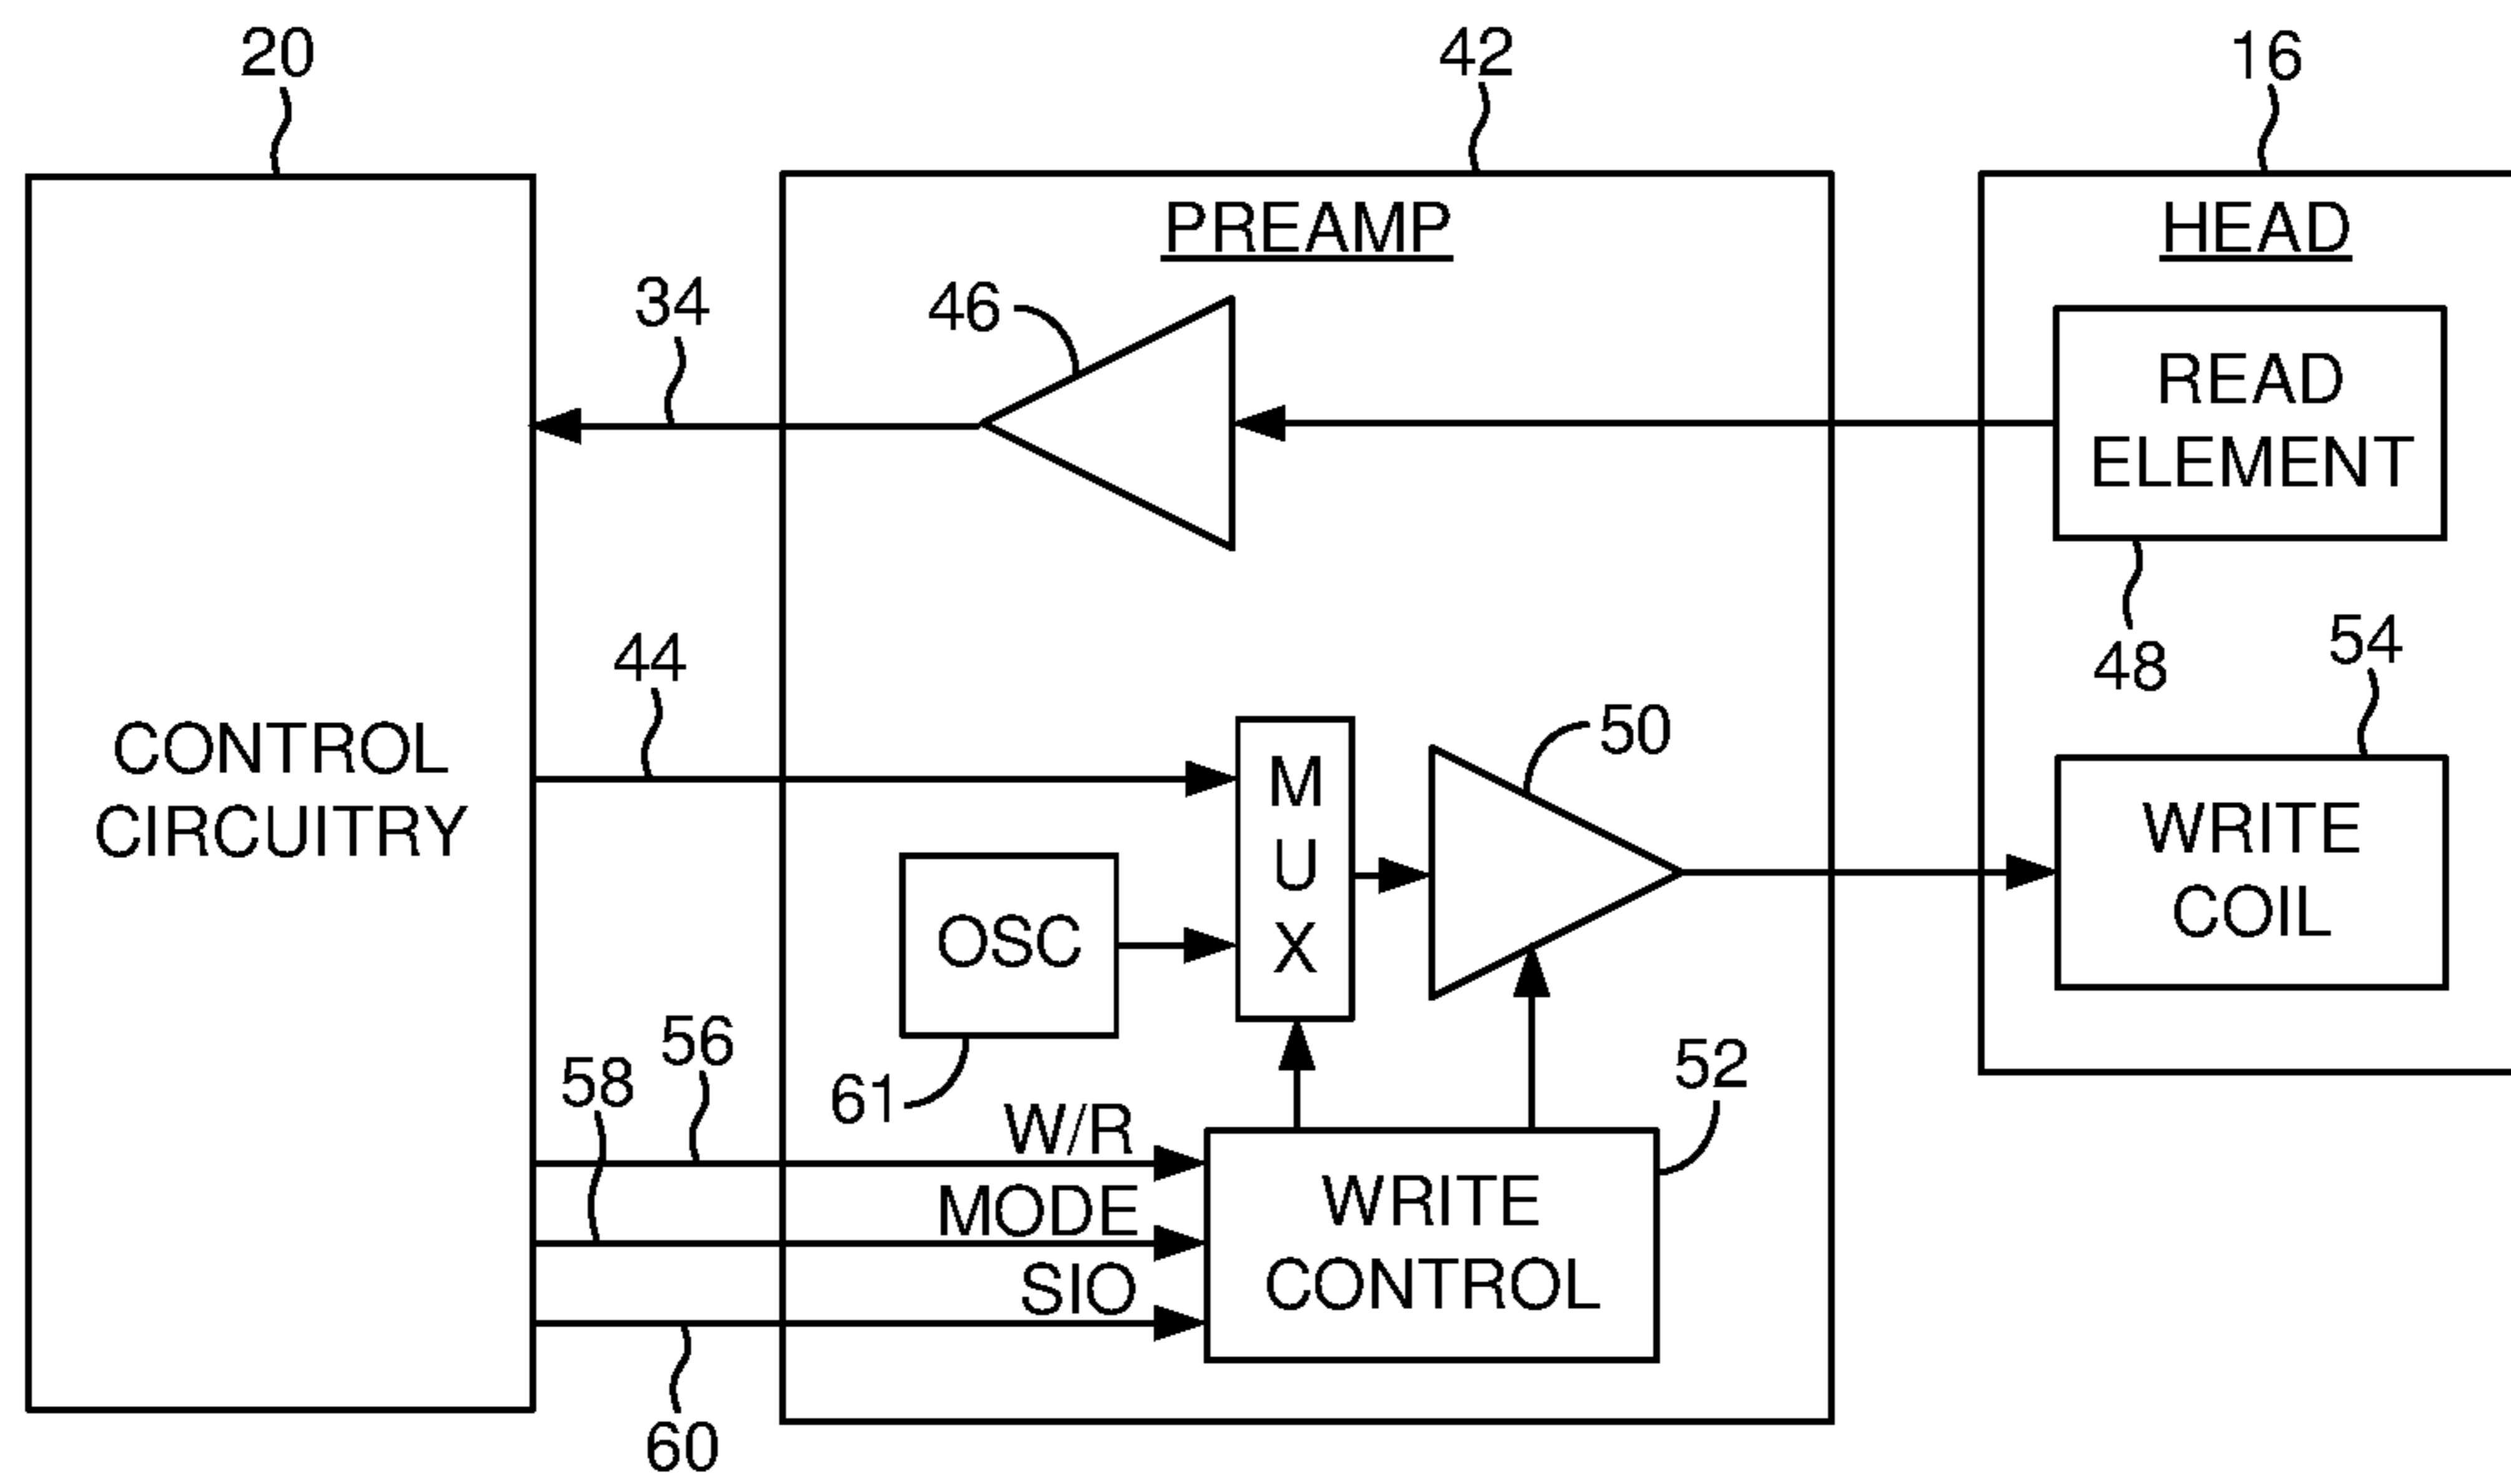 20
42
16
PREAMP
HEAD
34
46
READ
ELEMENT
44
48
54
50
CONTROL
CIRCUITRY
MUX
WRITE
COIL
OSC
56
58
61
52
W/R
MODE
SIO
WRITE
CONTROL
60